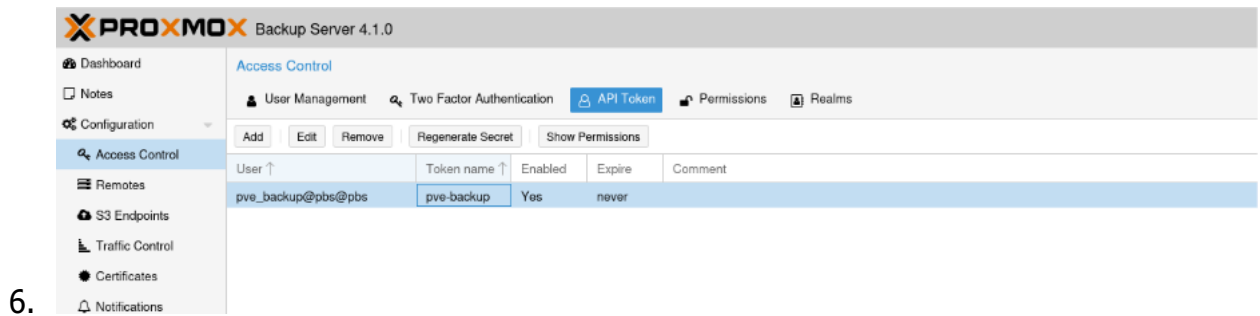 PROXMOX Backup Server 4.1.0
Dashboard
Notes
Configuration
Access Control
Remotes
S3 Endpoints
Traffic Control
Certificates
Notifications
Access Control
User Management Two Factor Authentication API Token Permissions Realms
Add Edit Remove Regenerate Secret Show Permissions
User ↑ Token name ↑ Enabled Expire Comment
pve_backup@pbs@pbs pve-backup Yes never
6.